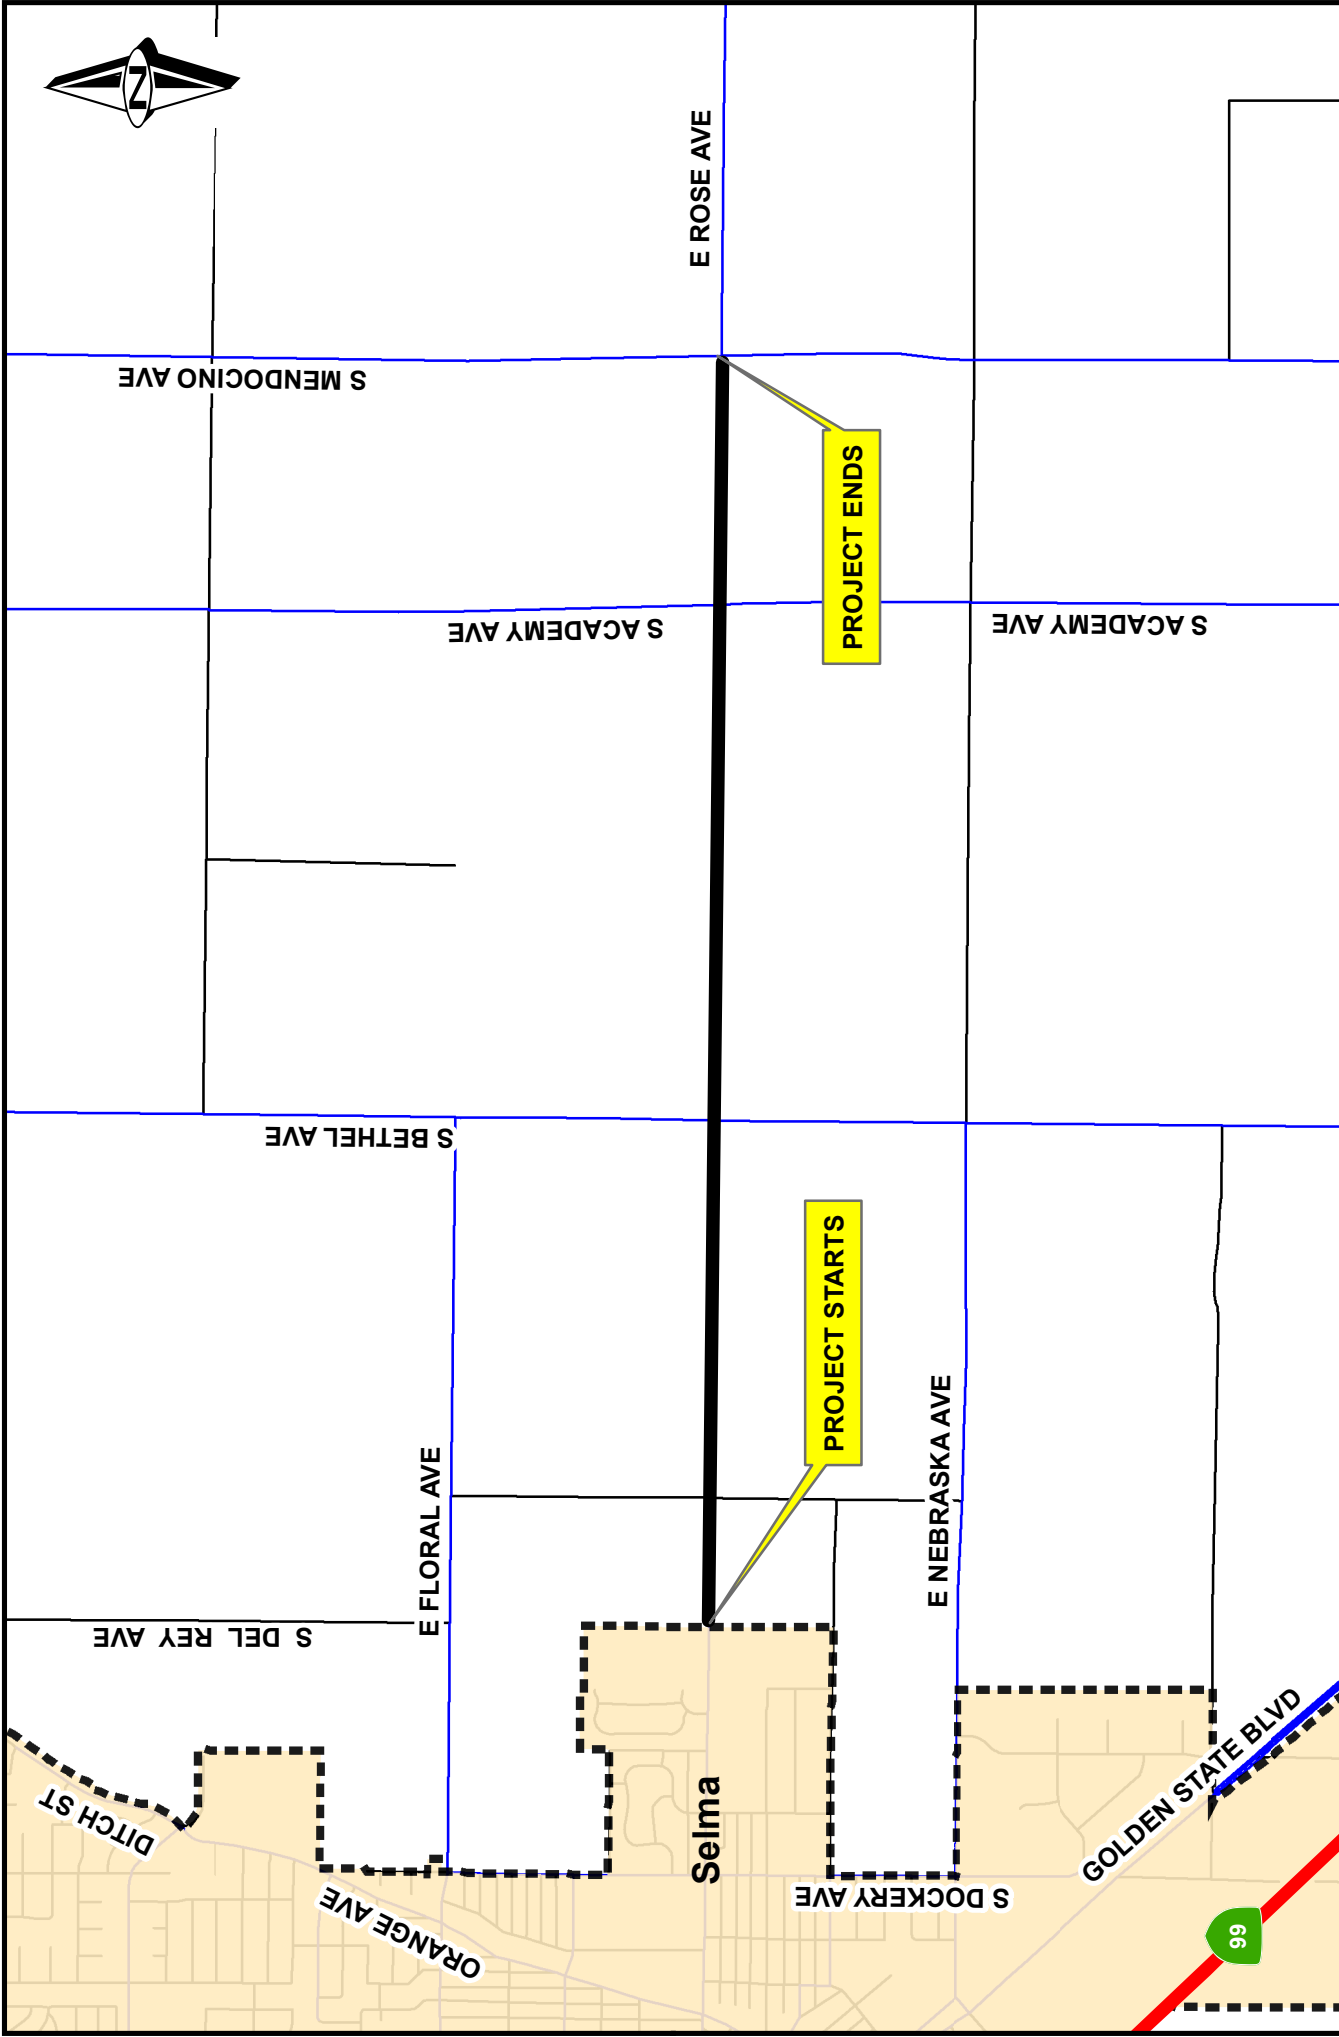 N
E ROSE AVE
S MENDOCINO AVE
PROJECT ENDS
S ACADEMY AVE
S ACADEMY AVE
S BETHEL AVE
PROJECT STARTS
E FLORAL AVE
E NEBRASKA AVE
S DEL REY AVE
DITCH ST
GOLDEN STATE BLVD
Selma
ORANGE AVE
S DOCKERY AVE
99